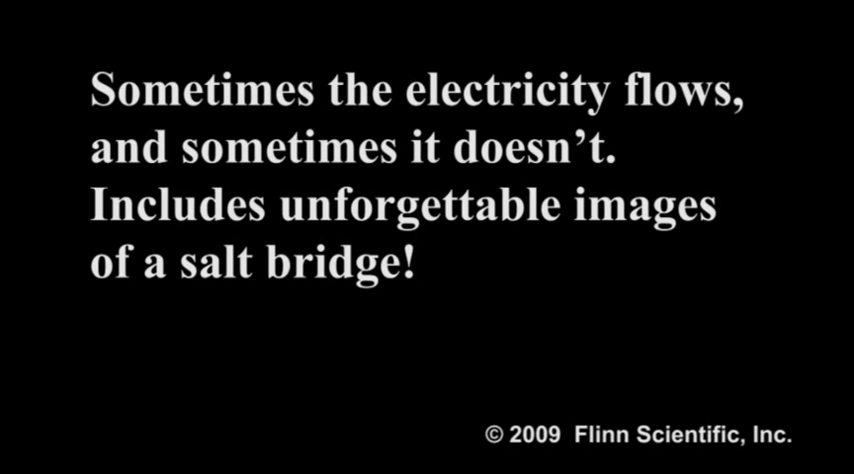 Sometimes the electricity flows,
and sometimes it doesn’t.
Includes unforgettable images
of a salt bridge!
© 2009 Flinn Scientific, Inc.